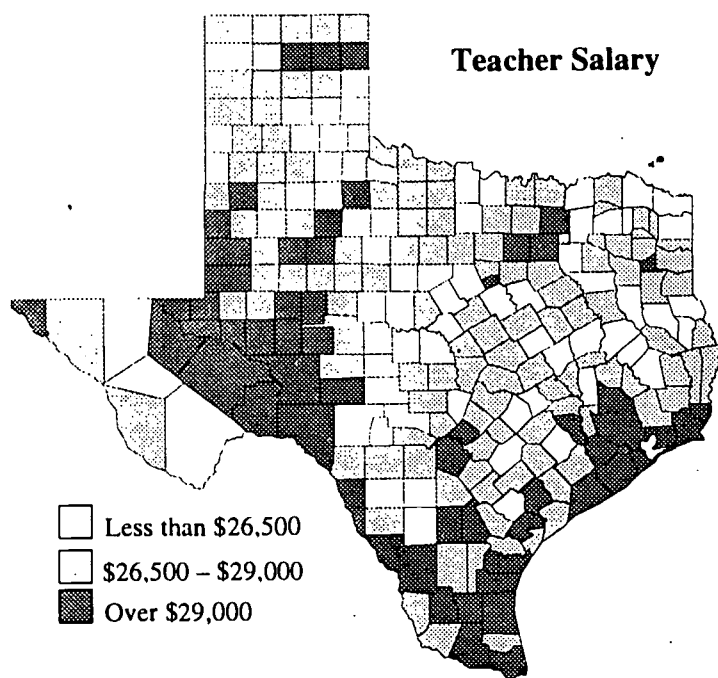 Teacher Salary
Less than $26,500
$26,500 – $29,000
Over $29,000